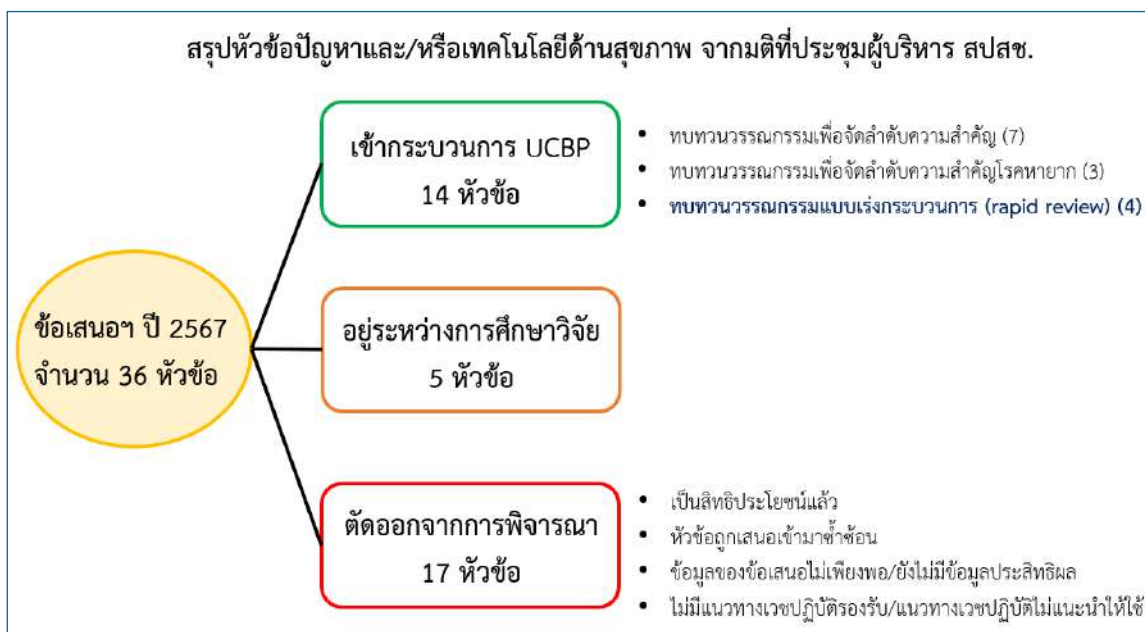 สรุปหัวข้อปัญหาและ/หรือเทคโนโลยีด้านสุขภาพ จากมติที่ประชุมผู้บริหาร สปสช.
ข้อเสนอฯ ปี 2567
จำนวน 36 หัวข้อ
เข้ากระบวนการ UCBP
14 หัวข้อ
• ทบทวนวรรณกรรมเพื่อจัดลำดับความสำคัญ (7)
• ทบทวนวรรณกรรมเพื่อจัดลำดับความสำคัญโรคหายาก (3)
• ทบทวนวรรณกรรมแบบเร่งกระบวนการ (rapid review) (4)
อยู่ระหว่างการศึกษาวิจัย
5 หัวข้อ
ตัดออกจากการพิจารณา
17 หัวข้อ
• เป็นสิทธิประโยชน์แล้ว
• หัวข้อถูกเสนอเข้ามาซ้ำซ้อน
• ข้อมูลของข้อเสนอไม่เพียงพอ/ยังไม่มีข้อมูลประสิทธิผล
• ไม่มีแนวทางเวชปฏิบัติรองรับ/แนวทางเวชปฏิบัติไม่แนะนำให้ใช้